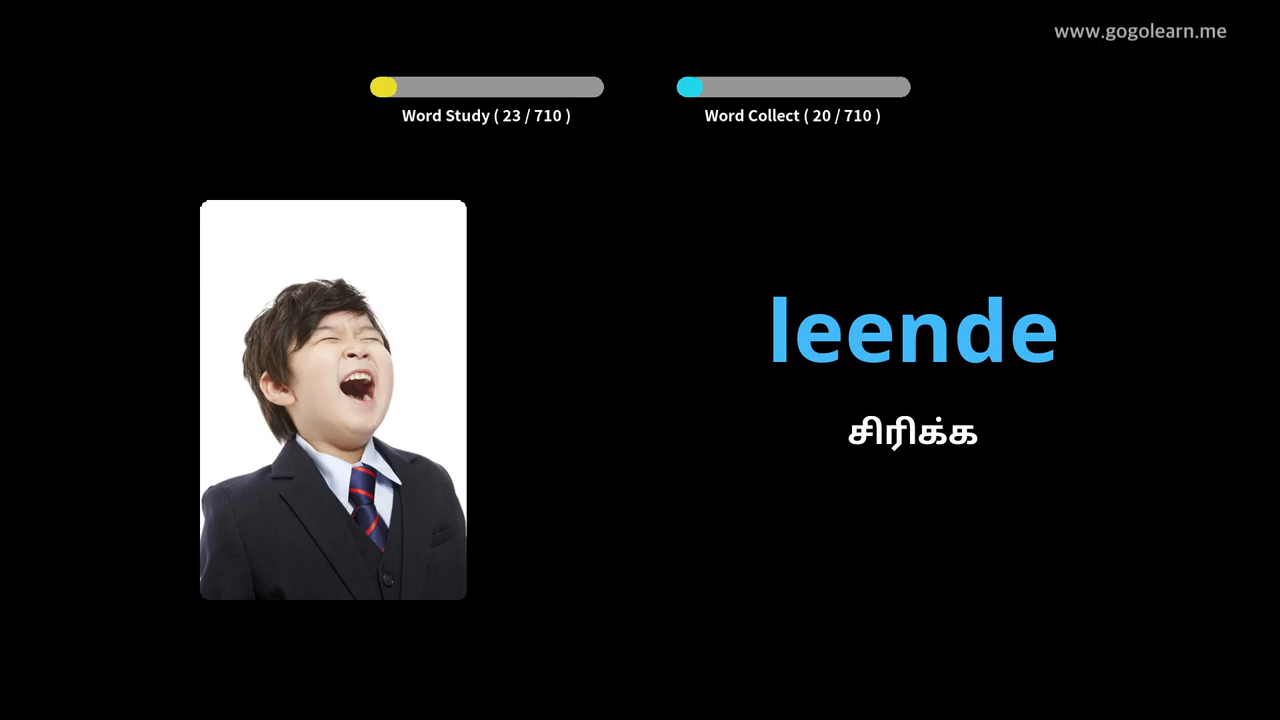 www.gogolearn.me
Word Study ( 23 / 710 )
Word Collect ( 20 / 710 )
leende
சிரிக்க